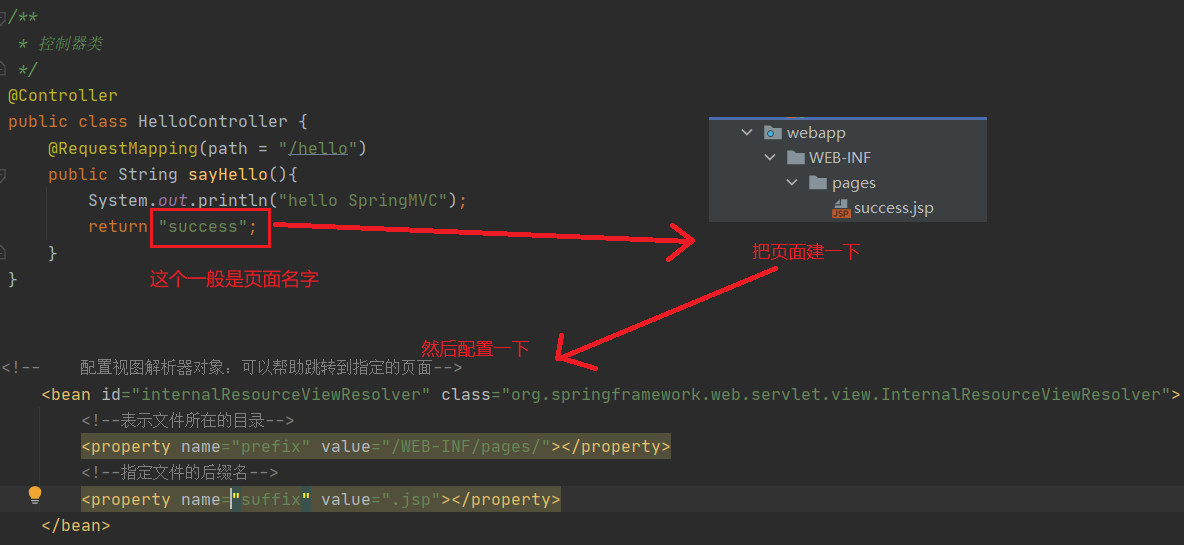 /**
* 控制器类
*/
@Controller
public class HelloController {
@RequestMapping(path = "/hello")
public String sayHello(){
System.out.println("hello SpringMVC");
return "success";
}
}
这个一般是页面名字
webapp
WEB-INF
pages
JSP success.jsp
把页面建一下
然后配置一下
<!-- 配置视图解析器对象：可以帮助跳转到指定的页面-->
<bean id="internalResourceViewResolver" class="org.springframework.web.servlet.view.InternalResourceViewResolver">
<!--表示文件所在的目录-->
<property name="prefix" value="/WEB-INF/pages/"></property>
<!--指定文件的后缀名-->
<property name="suffix" value=".jsp"></property>
</bean>